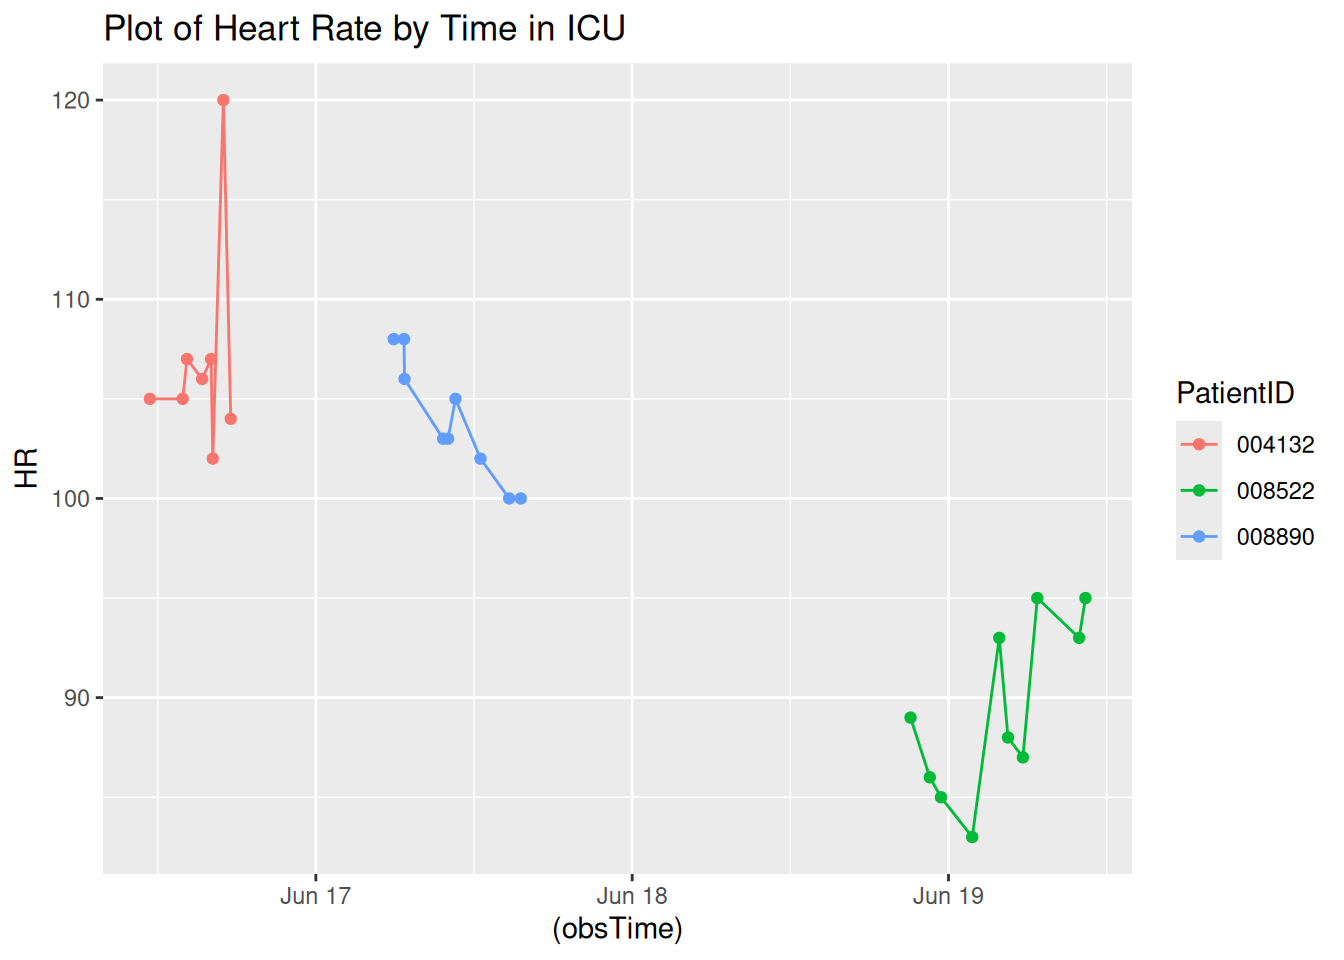 Plot of Heart Rate by Time in ICU
120
110
100
90
HR
Jun 17
Jun 18
Jun 19
(obsTime)
PatientID
004132
008522
008890